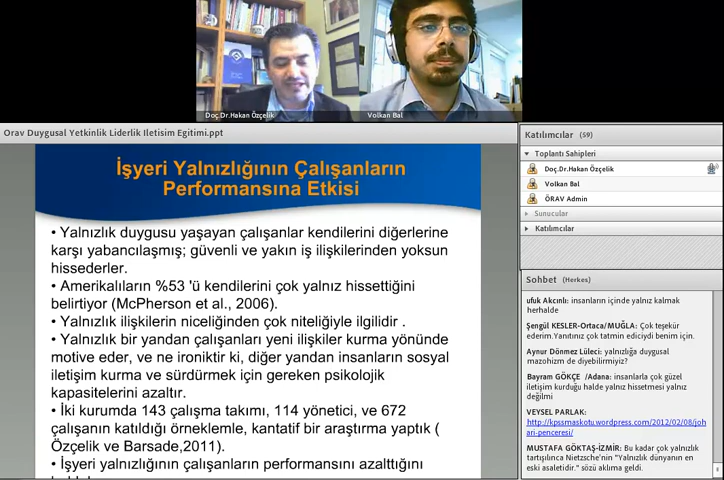 Doç.Dr.Hakan Özçelik
Volkan Bal
Orav Duygusal Yetkinlik Liderlik Iletisim Egitimi.ppt
İşyeri Yalnızlığının Çalışanların
Performansına Etkisi
• Yalnızlık duygusu yaşayan çalışanlar kendilerini diğerlerine
karşı yabancılaşmış; güvenli ve yakın iş ilişkilerinden yoksun
hissederler.
• Amerikalıların %53 'ü kendilerini çok yalnız hissettiğini
belirtiyor (McPherson et al., 2006).
• Yalnızlık ilişkilerin niceliğinden çok niteliğiyle ilgilidir .
• Yalnızlık bir yandan çalışanları yeni ilişkiler kurma yönünde
motive eder, ve ne ironiktir ki, diğer yandan insanların sosyal
iletişim kurma ve sürdürmek için gereken psikolojik
kapasitelerini azaltır.
• İki kurumda 143 çalışma takımı, 114 yönetici, ve 672
çalışanın katıldığı örneklemle, kantatif bir araştırma yaptık (
Özçelik ve Barsade,2011).
• İşyeri yalnızlığının çalışanların performansını azalttığını
Katılımcılar (59)
Toplantı Sahipleri
Doç.Dr.Hakan Özçelik
Volkan Bal
ÖRAV Admin
Sunucular
Katılımcılar
Sohbet (Herkes)
ufuk Akcınlı: insanların içinde yalnız kalmak
herhalde
Şengül KESLER-Ortaca/MUĞLA: Çok teşekür
ederim.Yanıtınız çok tatmin ediciydi benim için.
Aynur Dönmez Lüleci: yalnızlığa duygusal
mazohizm de diyebilirmiyiz?
Bayram GÖKÇE /Adana: insanlarla çok güzel
iletişim kurduğu halde yalnız hissetmesi yalnız
değilmi
VEYSEL PARLAK:
http://kpssmaskotu.wordpress.com/2012/02/08/joh
ari-penceresi/
MUSTAFA GÖKTAŞ-İZMİR: Bu kadar çok yalnızlık
tartışılınca Nietzsche'nin "Yalnızlık dünyanın en
eski asaletidir." sözü aklıma geldi.